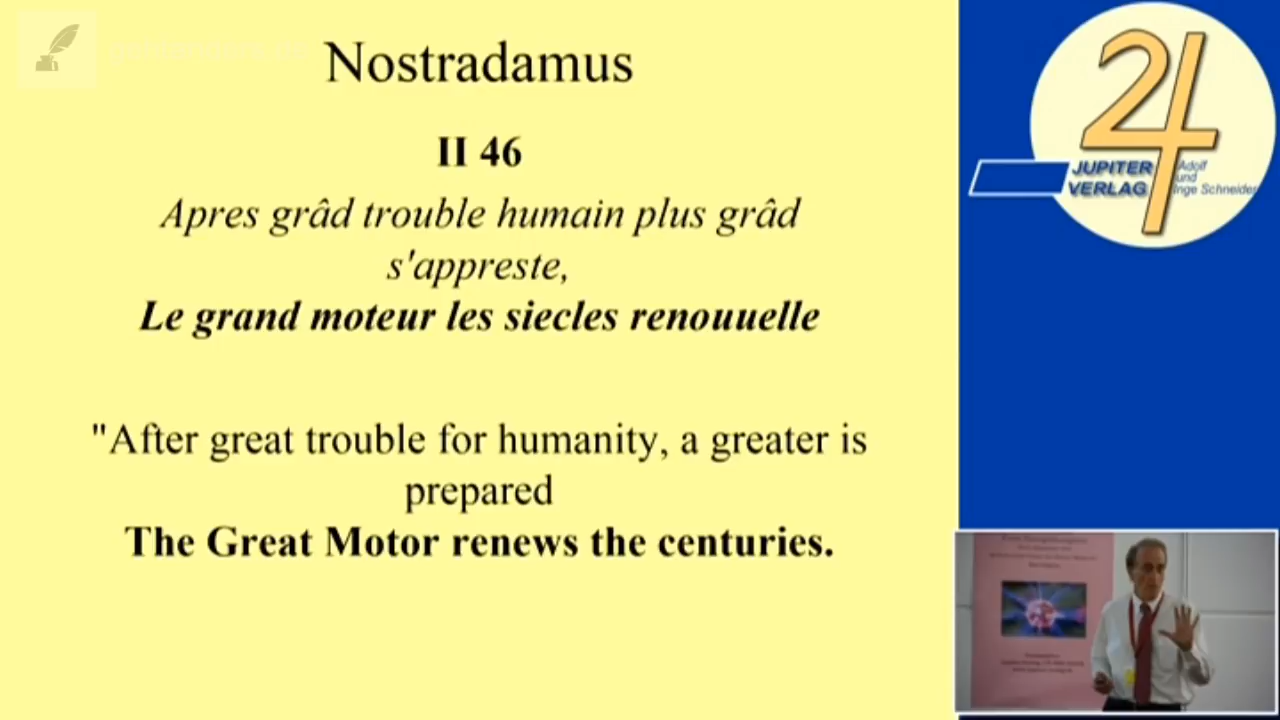 Nostradamus
II 46
Apres grâd trouble humain plus grâd
s'appreste,
Le grand moteur les siecles renouuelle
"After great trouble for humanity, a greater is
prepared
The Great Motor renews the centuries.
24
JUPITER
VERLAG
Adolf
und
Inge Schneider